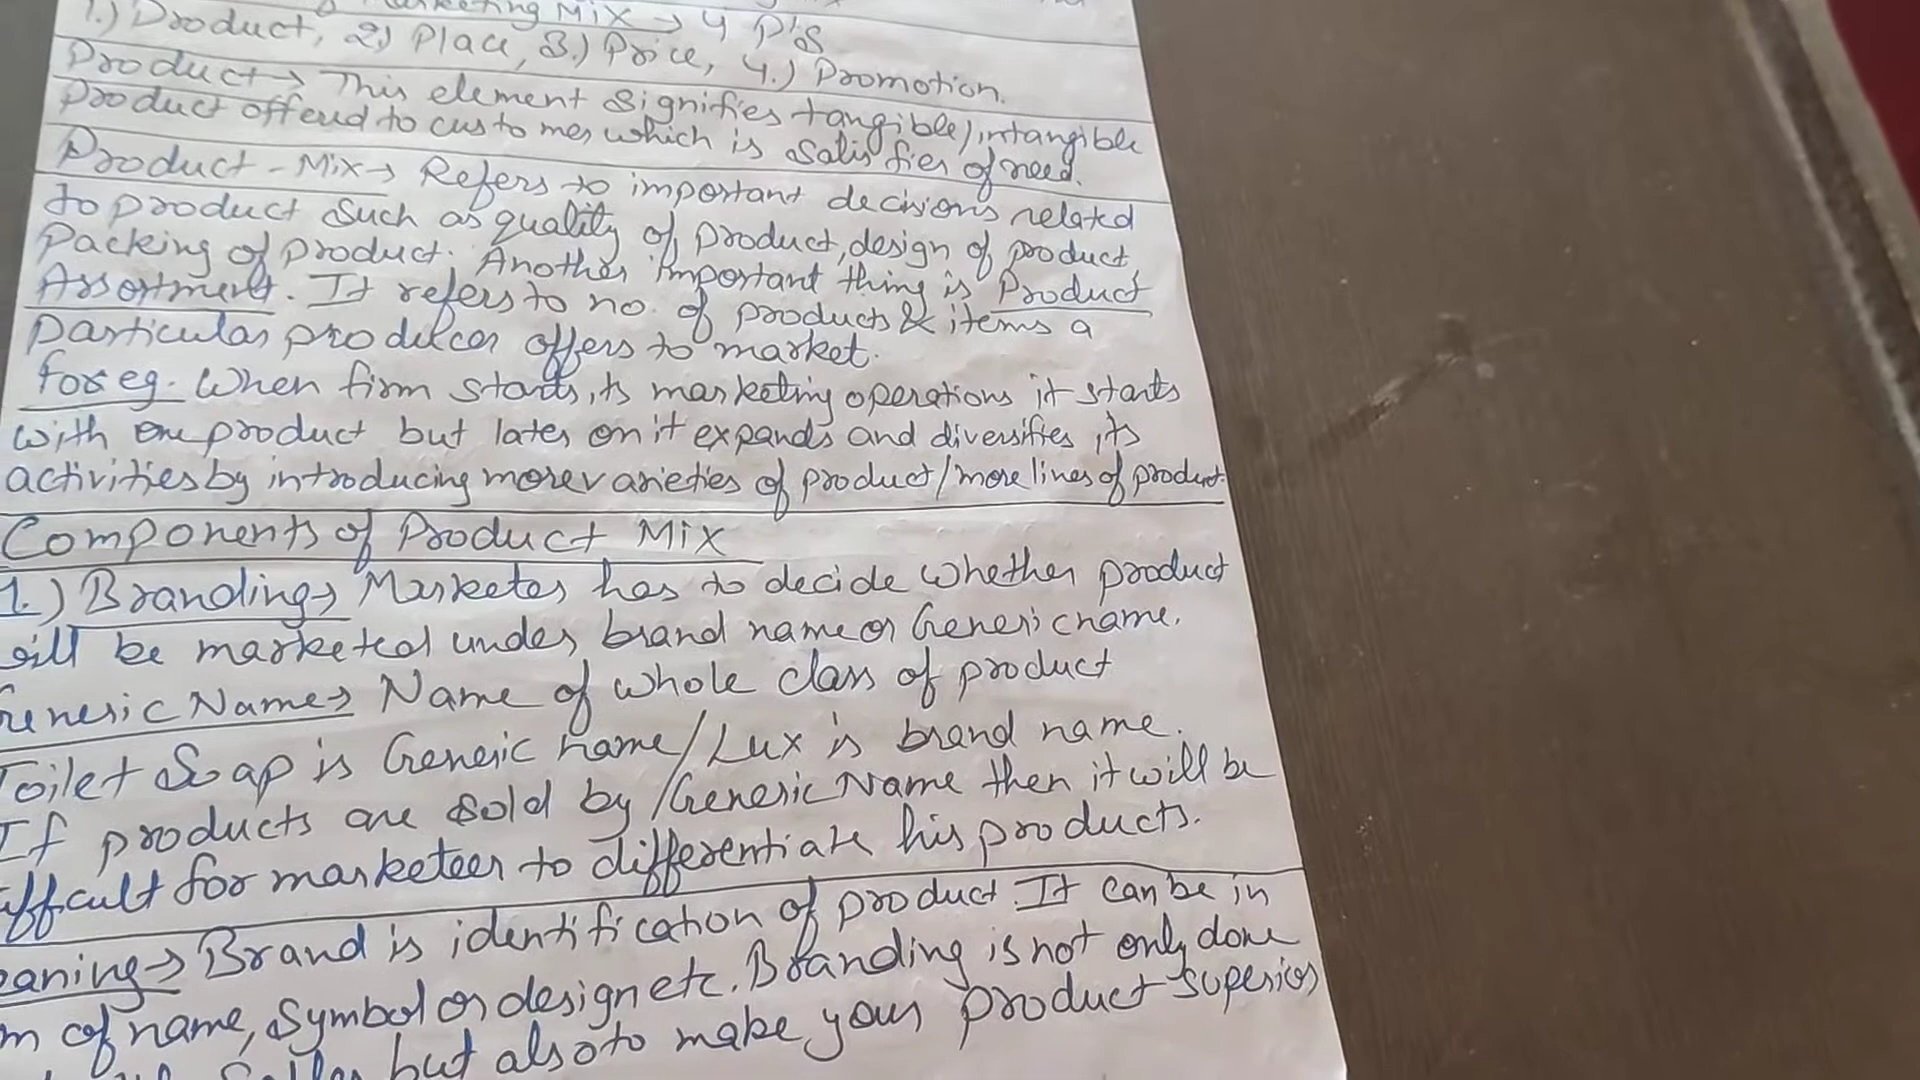 Marketing Mix → 4 P's
1.) Product, 2.) Place, 3.) Price, 4.) Promotion.
Product → This element signifies tangible/intangible
product offered to customer, which is satisfies of need.
Product - Mix → Refers to important decisions related
to product such as quality of product, design of product,
Packing of product. Another important thing is Product
Assortment. It refers to no. of products & items a
particular producer offers to market.
for eg. When firm starts, its marketing operations it starts
with one product but later on it expands and diversifies its
activities by introducing more varieties of product/more lines of product.
Components of Product Mix
1.) Branding → Marketer has to decide whether product
will be marketed under brand name or Generic name.
Generic Name → Name of whole class of product
Toilet Soap is Generic name/Lux is brand name.
If products are sold by /Generic Name then it will be
difficult for marketeer to differentiate his products.
Meaning → Brand is identification of product. It can be in
of name, symbol or design etc. Branding is not only done
but also to make your product superior